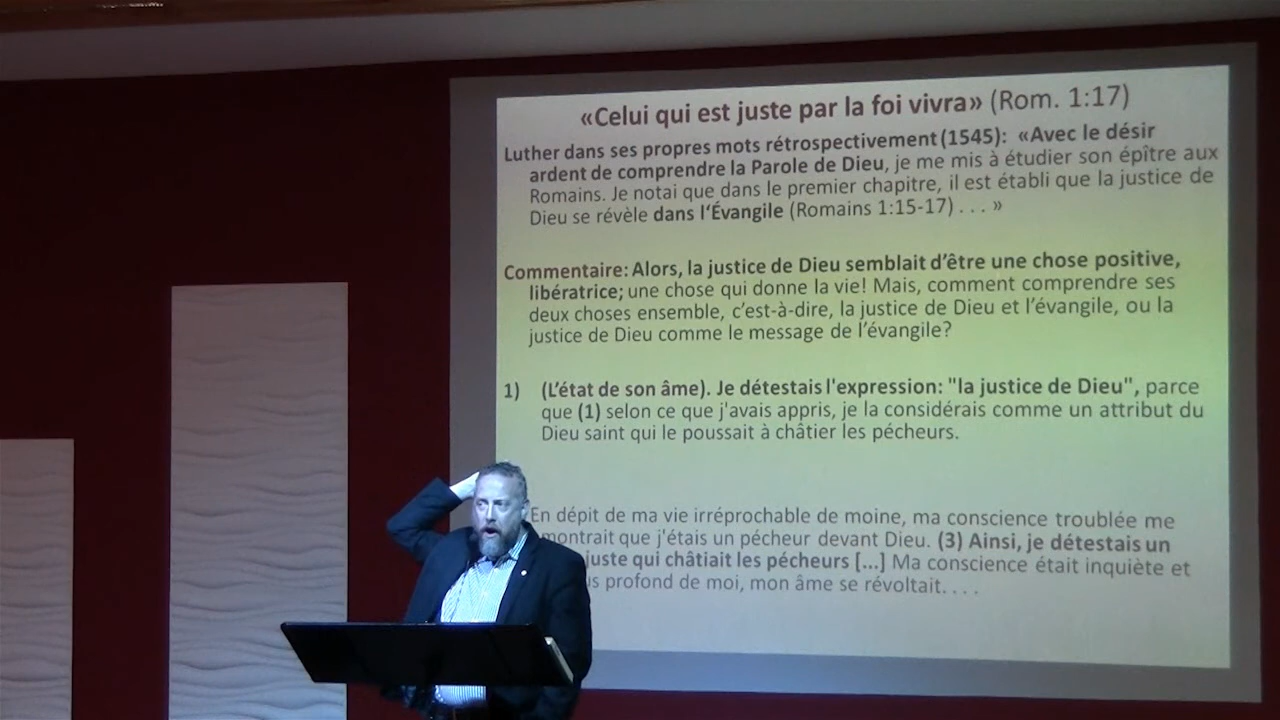 «Celui qui est juste par la foi vivra» (Rom. 1:17)
Luther dans ses propres mots rétrospectivement (1545): «Avec le désir
ardent de comprendre la Parole de Dieu, je me mis à étudier son épître aux
Romains. Je notai que dans le premier chapitre, il est établi que la justice de
Dieu se révèle dans l‘Évangile (Romains 1:15-17) . . . »
Commentaire: Alors, la justice de Dieu semblait d’être une chose positive,
libératrice; une chose qui donne la vie! Mais, comment comprendre ses
deux choses ensemble, c’est-à-dire, la justice de Dieu et l’évangile, ou la
justice de Dieu comme le message de l’évangile?
1) (L’état de son âme). Je détestais l'expression: "la justice de Dieu", parce
que (1) selon ce que j'avais appris, je la considérais comme un attribut du
Dieu saint qui le poussait à châtier les pécheurs.
En dépit de ma vie irréprochable de moine, ma conscience troublée me
montrait que j'étais un pécheur devant Dieu. (3) Ainsi, je détestais un
juste qui châtiait les pécheurs [...] Ma conscience était inquiète et
profond de moi, mon âme se révoltait. . . .